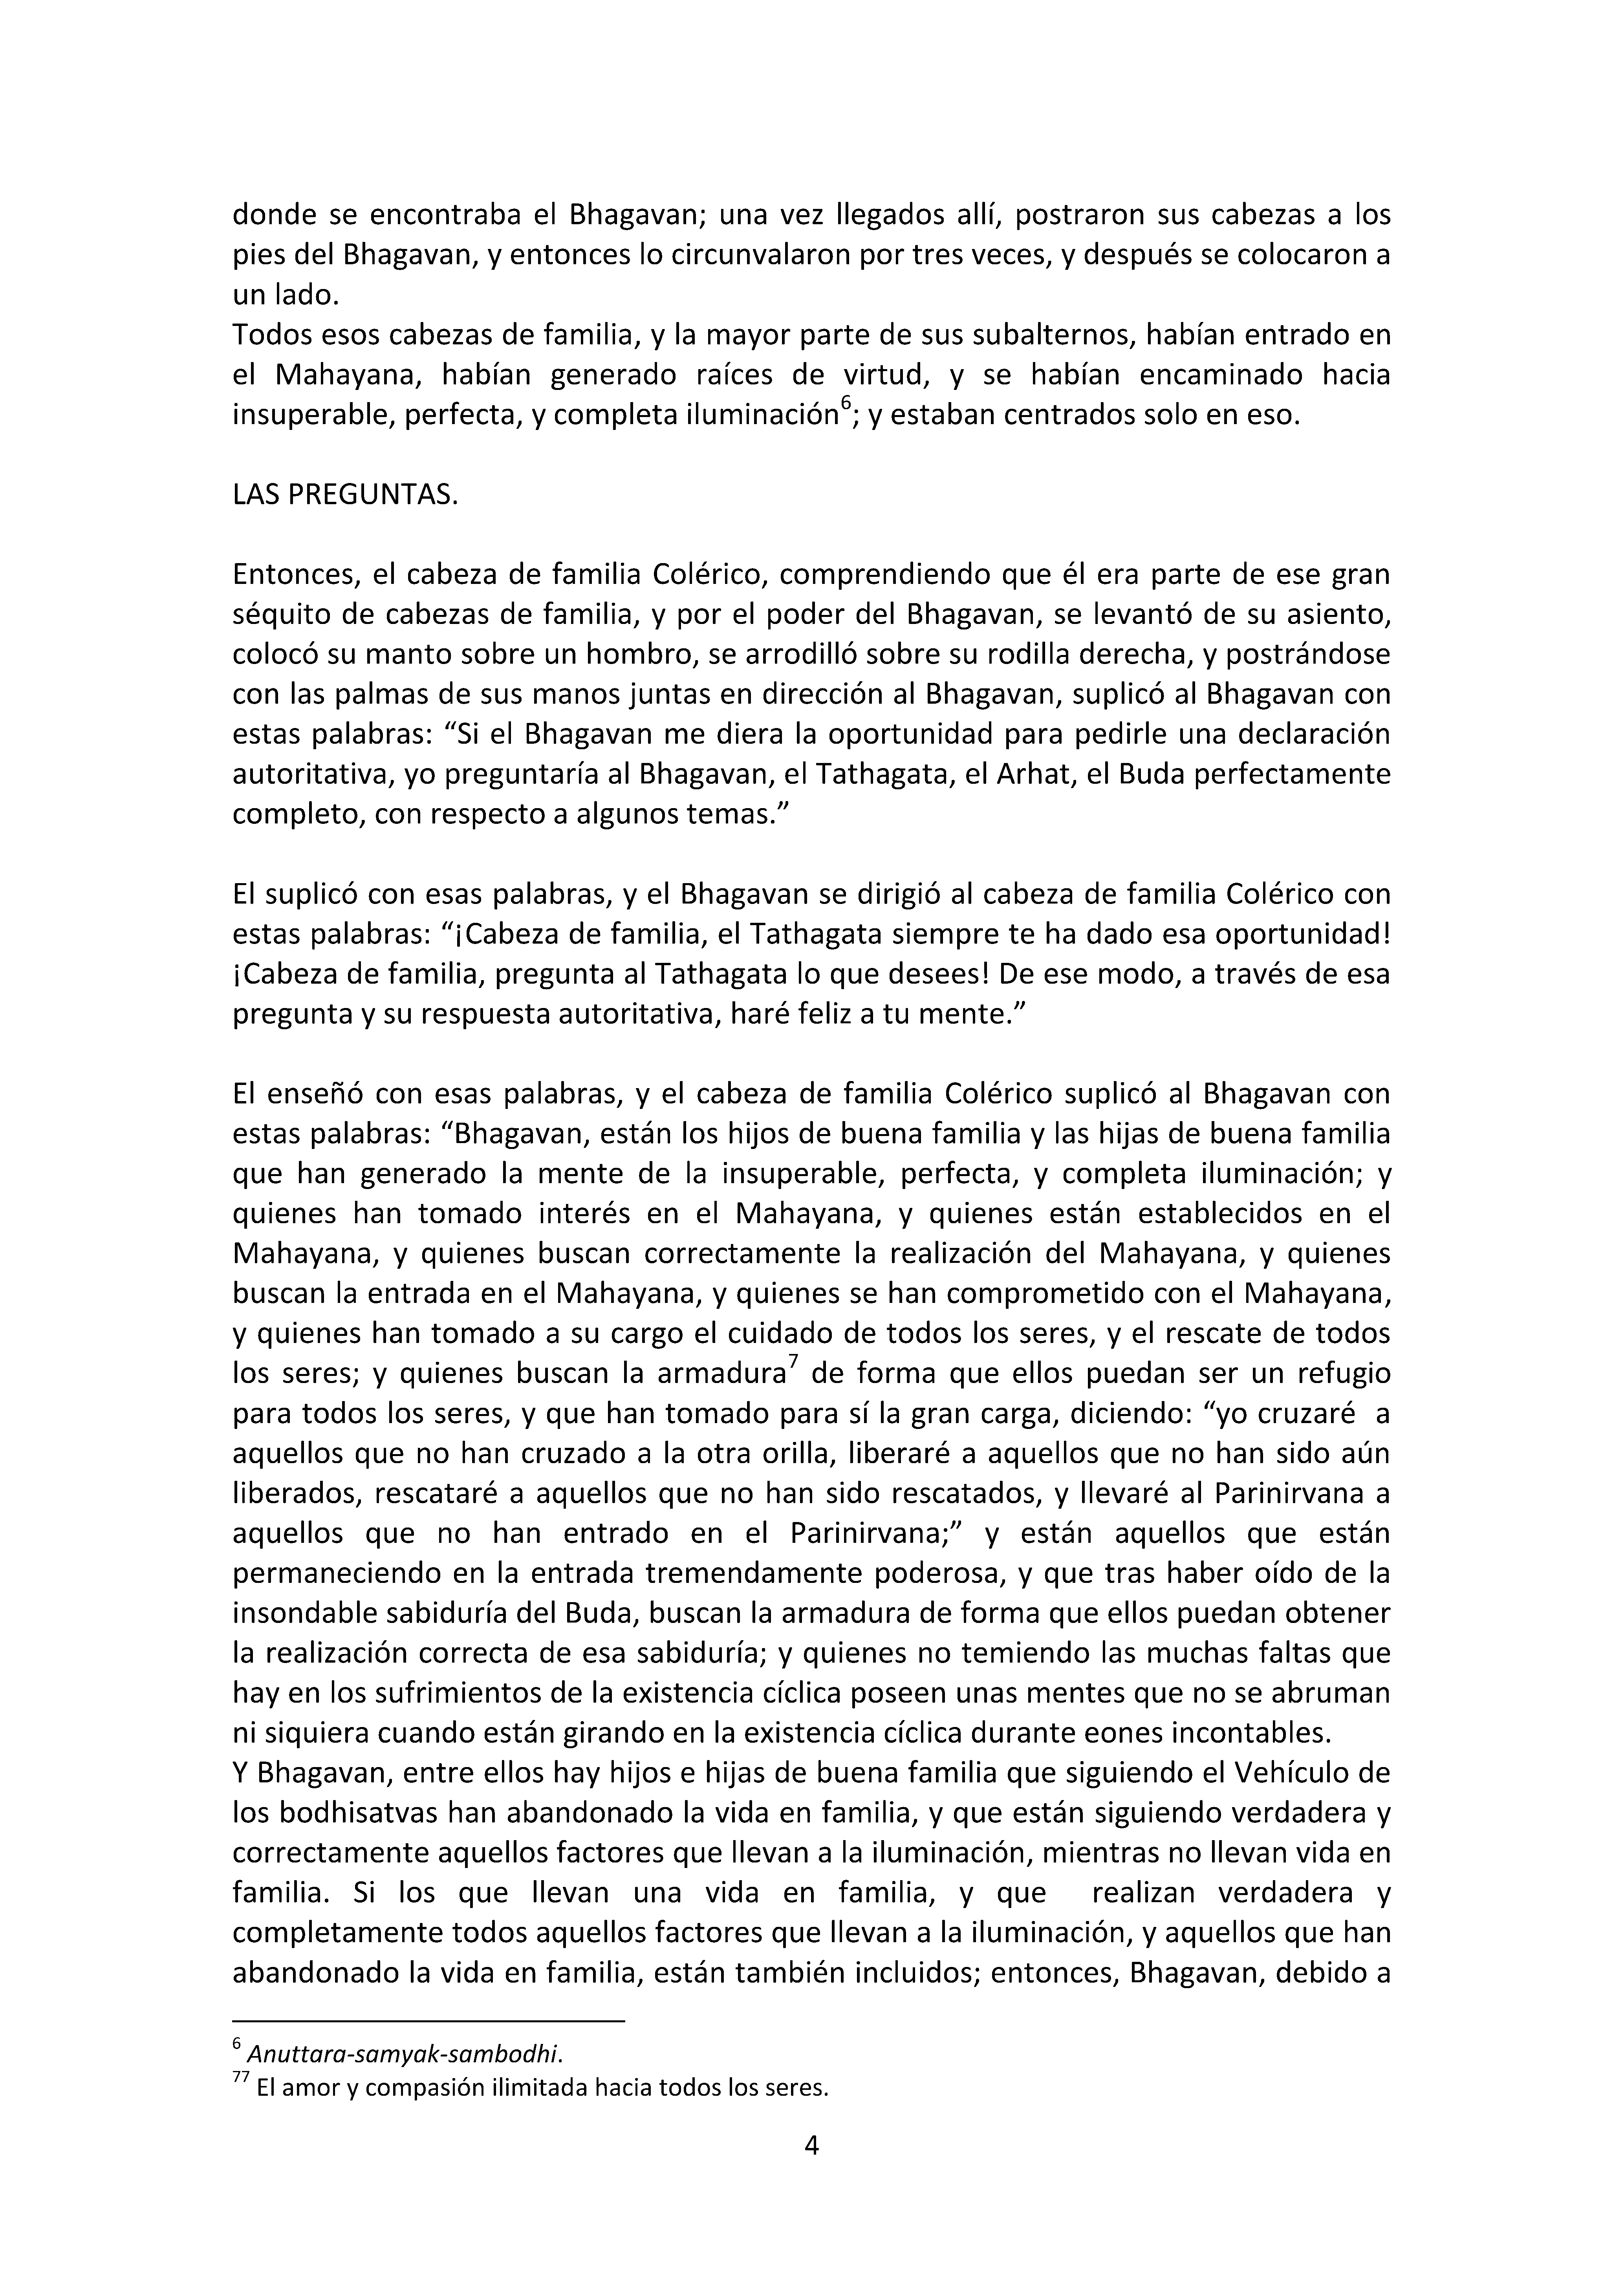 donde se encontraba el Bhagavan; una vez llegados allí, postraron sus cabezas a los
pies del Bhagavan, y entonces lo circunvalaron por tres veces, y después se colocaron a
un lado.
Todos esos cabezas de familia, y la mayor parte de sus subalternos, habían entrado en
el Mahayana, habían generado raíces de virtud, y se habían encaminado hacia
insuperable, perfecta, y completa iluminación6; y estaban centrados solo en eso.
LAS PREGUNTAS.
Entonces, el cabeza de familia Colérico, comprendiendo que él era parte de ese gran
séquito de cabezas de familia, y por el poder del Bhagavan, se levantó de su asiento,
colocó su manto sobre un hombro, se arrodilló sobre su rodilla derecha, y postrándose
con las palmas de sus manos juntas en dirección al Bhagavan, suplicó al Bhagavan con
estas palabras: “Si el Bhagavan me diera la oportunidad para pedirle una declaración
autoritativa, yo preguntaría al Bhagavan, el Tathagata, el Arhat, el Buda perfectamente
completo, con respecto a algunos temas.”
El suplicó con esas palabras, y el Bhagavan se dirigió al cabeza de familia Colérico con
estas palabras: “¡Cabeza de familia, el Tathagata siempre te ha dado esa oportunidad!
¡Cabeza de familia, pregunta al Tathagata lo que desees! De ese modo, a través de esa
pregunta y su respuesta autoritativa, haré feliz a tu mente.”
El enseñó con esas palabras, y el cabeza de familia Colérico suplicó al Bhagavan con
estas palabras: “Bhagavan, están los hijos de buena familia y las hijas de buena familia
que han generado la mente de la insuperable, perfecta, y completa iluminación; y
quienes han tomado interés en el Mahayana, y quienes están establecidos en el
Mahayana, y quienes buscan correctamente la realización del Mahayana, y quienes
buscan la entrada en el Mahayana, y quienes se han comprometido con el Mahayana,
y quienes han tomado a su cargo el cuidado de todos los seres, y el rescate de todos
los seres; y quienes buscan la armadura7 de forma que ellos puedan ser un refugio
para todos los seres, y que han tomado para sí la gran carga, diciendo: “yo cruzaré a
aquellos que no han cruzado a la otra orilla, liberaré a aquellos que no han sido aún
liberados, rescataré a aquellos que no han sido rescatados, y llevaré al Parinirvana a
aquellos que no han entrado en el Parinirvana;” y están aquellos que están
permaneciendo en la entrada tremendamente poderosa, y que tras haber oído de la
insondable sabiduría del Buda, buscan la armadura de forma que ellos puedan obtener
la realización correcta de esa sabiduría; y quienes no temiendo las muchas faltas que
hay en los sufrimientos de la existencia cíclica poseen unas mentes que no se abruman
ni siquiera cuando están girando en la existencia cíclica durante eones incontables.
Y Bhagavan, entre ellos hay hijos e hijas de buena familia que siguiendo el Vehículo de
los bodhisatvas han abandonado la vida en familia, y que están siguiendo verdadera y
correctamente aquellos factores que llevan a la iluminación, mientras no llevan vida en
familia. Si los que llevan una vida en familia, y que realizan verdadera y
completamente todos aquellos factores que llevan a la iluminación, y aquellos que han
abandonado la vida en familia, están también incluidos; entonces, Bhagavan, debido a
6 Anuttara-samyak-sambodhi.
77 El amor y compasión ilimitada hacia todos los seres.
4